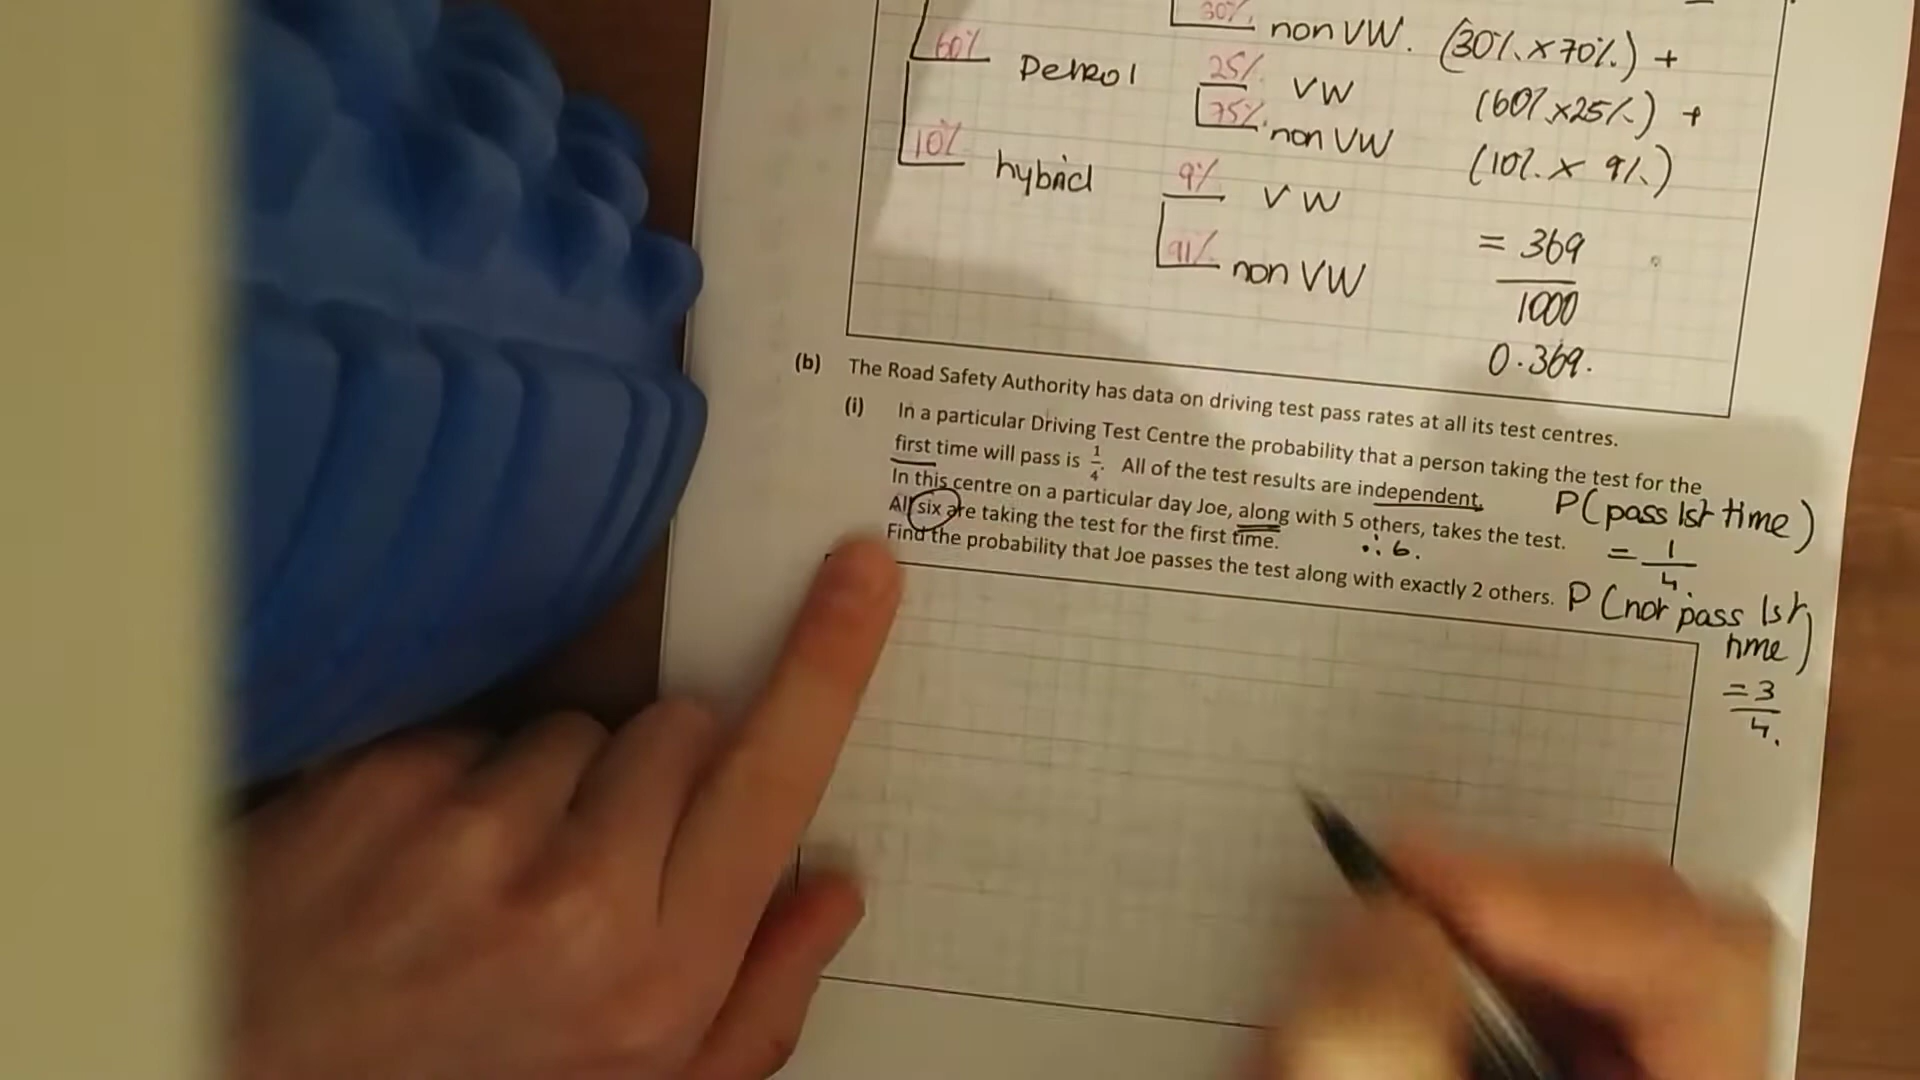 30%. non VW. (30% x 70%.) +
60% Petrol 25%. VW (60% x25%.) +
75%. non VW (10%. x 9%.)
10% hybrid 9% VW
91% non VW
= 369
1000
0.369.
(b) The Road Safety Authority has data on driving test pass rates at all its test centres.
(i) In a particular Driving Test Centre the probability that a person taking the test for the
first time will pass is 1/4. All of the test results are independent.
In this centre on a particular day Joe, along with 5 others, takes the test.
All six are taking the test for the first time. ∴ 6.
Find the probability that Joe passes the test along with exactly 2 others.
P(pass 1st time)
= 1
4.
P (not pass 1st
time)
= 3
4.